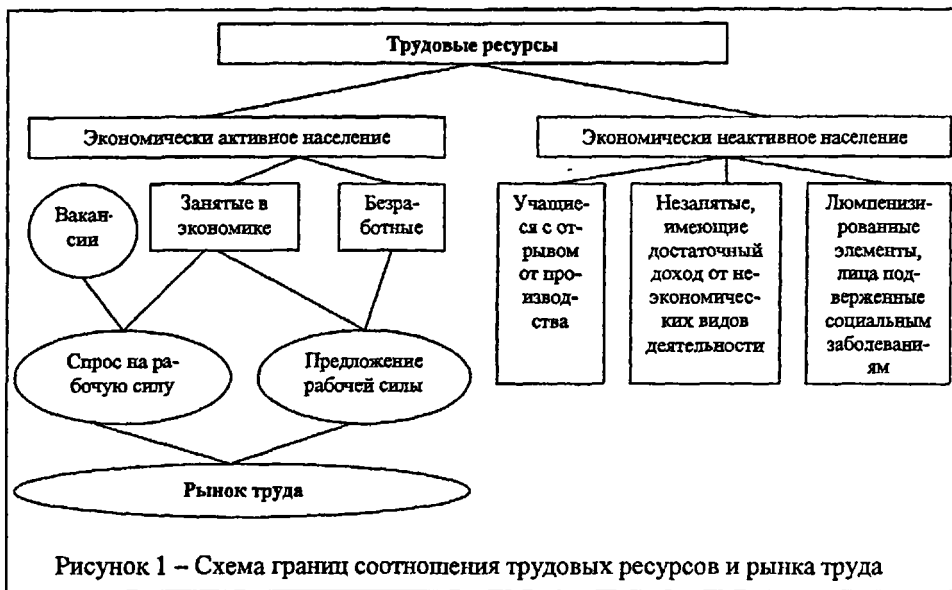 Трудовые ресурсы
Экономически активное население
Экономически неактивное население
Вакан-
сии
Занятые в
экономике
Безра-
ботные
Учащие-
ся с от-
рывом
от про-
извод-
ства
Незапятые,
имеющие
достаточный
доход от не-
экономичес-
ких видов
деятельности
Люмпенизи-
рованные
элементы,
лица под-
верженные
социальным
заболевани-
ям
Спрос на ра-
бочую силу
Предложение
рабочей силы
Рынок труда
Рисунок 1 – Схема границ соотношения трудовых ресурсов и рынка труда